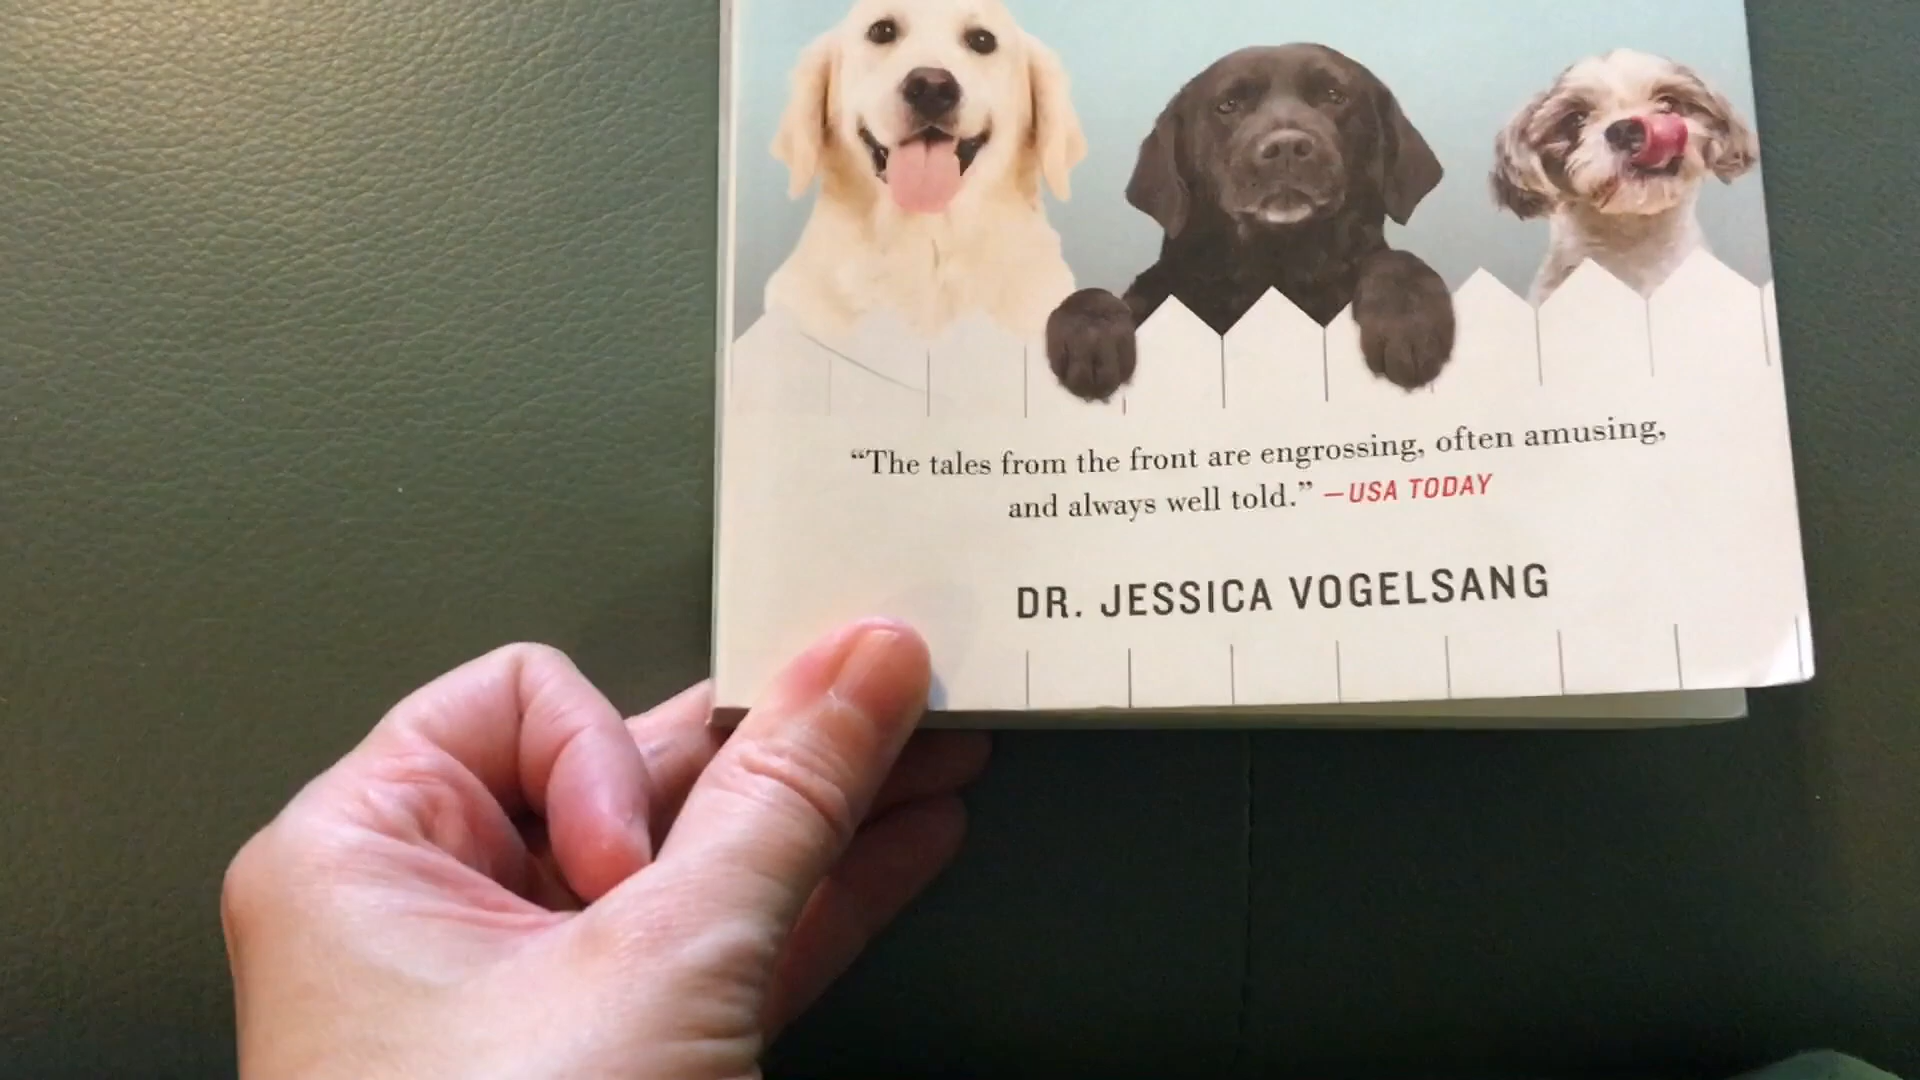 “The tales from the front are engrossing, often amusing,
and always well told.” —USA TODAY
DR. JESSICA VOGELSANG